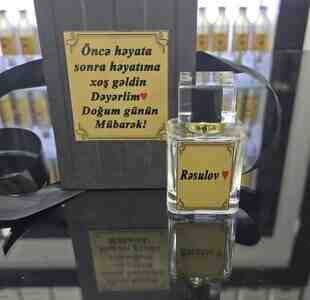 Öncə həyata
sonra həyatıma
xoş gəldin
Dəyərlim♥
Doğum günün
Mübarək!
Rəsulov ♥